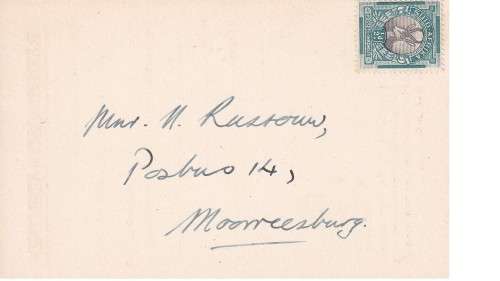 Mnr. H. Rustouw,
Posbus 14,
Moorreesburg.